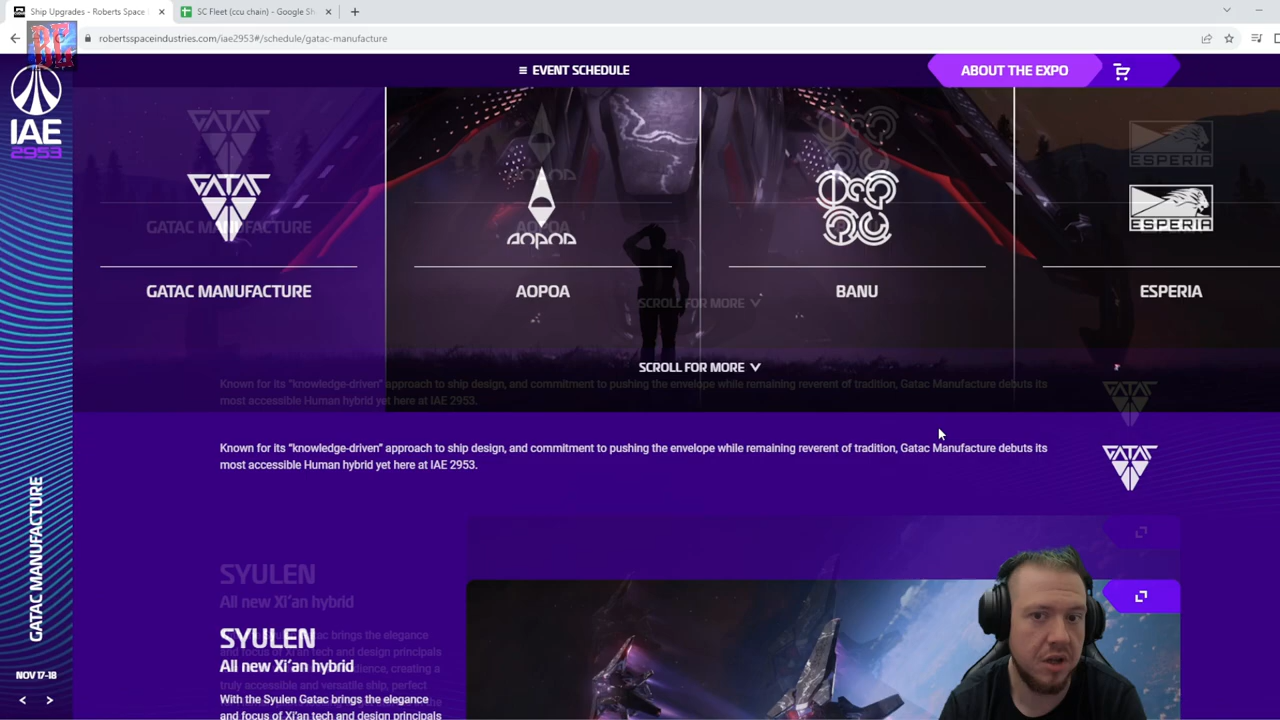 Ship Upgrades - Roberts Space
SC Fleet (ccu chain) - Google Sh
robertsspaceindustries.com/iae2953#/schedule/gatac-manufacture
RG
EVENT SCHEDULE
ABOUT THE EXPO
IAE
2953
GATAC
AOPOA
ESPERIA
GATAC MANUFACTURE
AOPOA
BANU
ESPERIA
SCROLL FOR MORE
SCROLL FOR MORE
Known for its "knowledge-driven" approach to ship design, and commitment to pushing the envelope while remaining reverent of tradition, Gatac Manufacture debuts its
most accessible Human hybrid yet here at IAE 2953.
Known for its "knowledge-driven" approach to ship design, and commitment to pushing the envelope while remaining reverent of tradition, Gatac Manufacture debuts its
most accessible Human hybrid yet here at IAE 2953.
GATAC
GATAC MANUFACTURE
SYULEN
All new Xi'an hybrid
SYULEN
All new Xi'an hybrid
With the Syulen Gatac brings the elegance
and focus of Xi'an tech and design principals
NOV 17-18